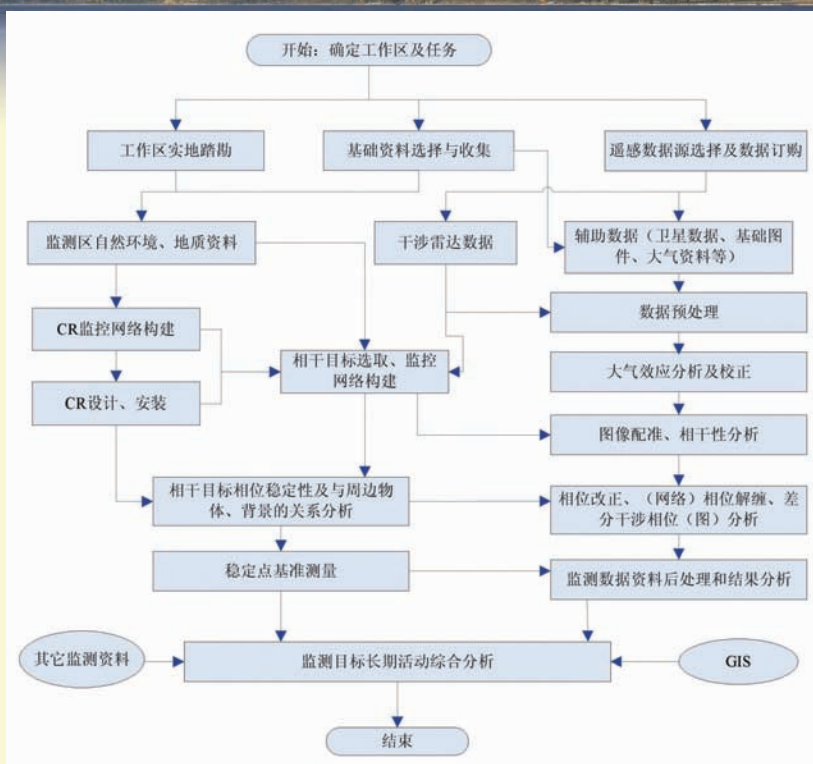 开始：确定工作区及任务
工作区实地踏勘
基础资料选择与收集
遥感数据源选择及数据订购
监测区自然环境、地质资料
干涉雷达数据
辅助数据（卫星数据、基础图
件、大气资料等）
CR监控网络构建
数据预处理
相干目标选取、监控
网络构建
大气效应分析及校正
CR设计、安装
图像配准、相干性分析
相干目标相位稳定性及与周边物
体、背景的关系分析
相位改正、（网络）相位解缠、差
分干涉相位（图）分析
稳定点基准测量
监测数据资料后处理和结果分析
其它监测资料
监测目标长期活动综合分析
GIS
结束